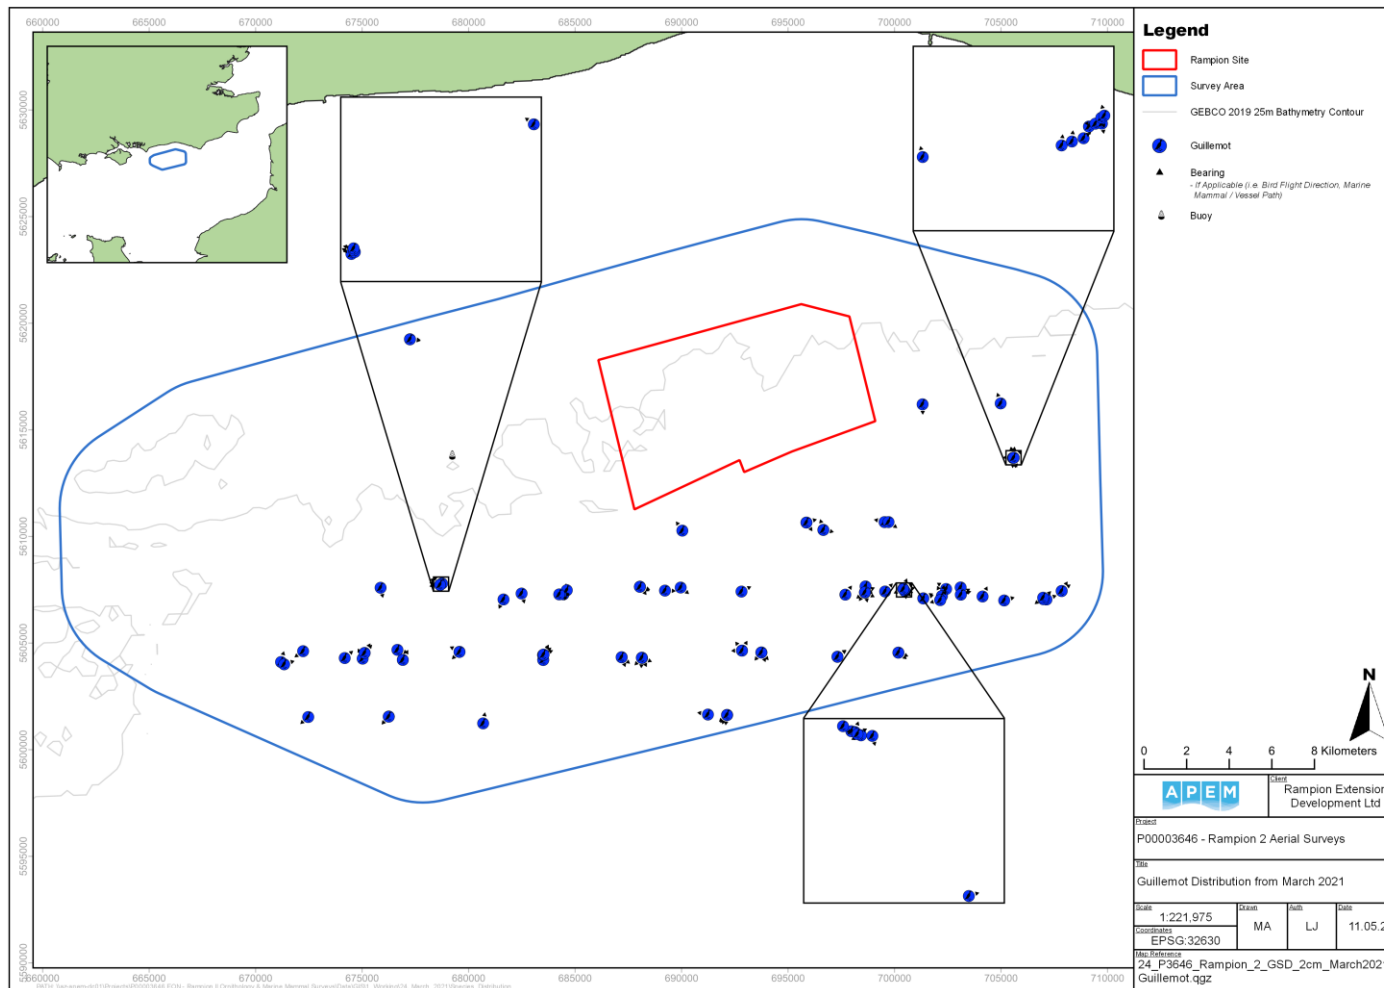 660000 665000 670000 675000 680000 685000 690000 695000 700000 705000 710000
5630000
5625000
5620000
5615000
5610000
5605000
5600000
5595000
5590000
660000 665000 670000 675000 680000 685000 690000 695000 700000 705000 710000
Legend
Rampion Site
Survey Area
GEBCO 2019 25m Bathymetry Contour
Guillemot
Bearing
- If Applicable (i.e. Bird Flight Direction, Marine
Mammal / Vessel Path)
Buoy
N
0 2 4 6 8 Kilometers
APEM
Client
Rampion Extension
Development Ltd
Project
P00003646 - Rampion 2 Aerial Surveys
Title
Guillemot Distribution from March 2021
Scale
1:221,975
Drawn
MA
Auth
LJ
Date
11.05.2
Coordinates
EPSG:32630
Map Reference
24_P3646_Rampion_2_GSD_2cm_March202
Guillemot.qgz